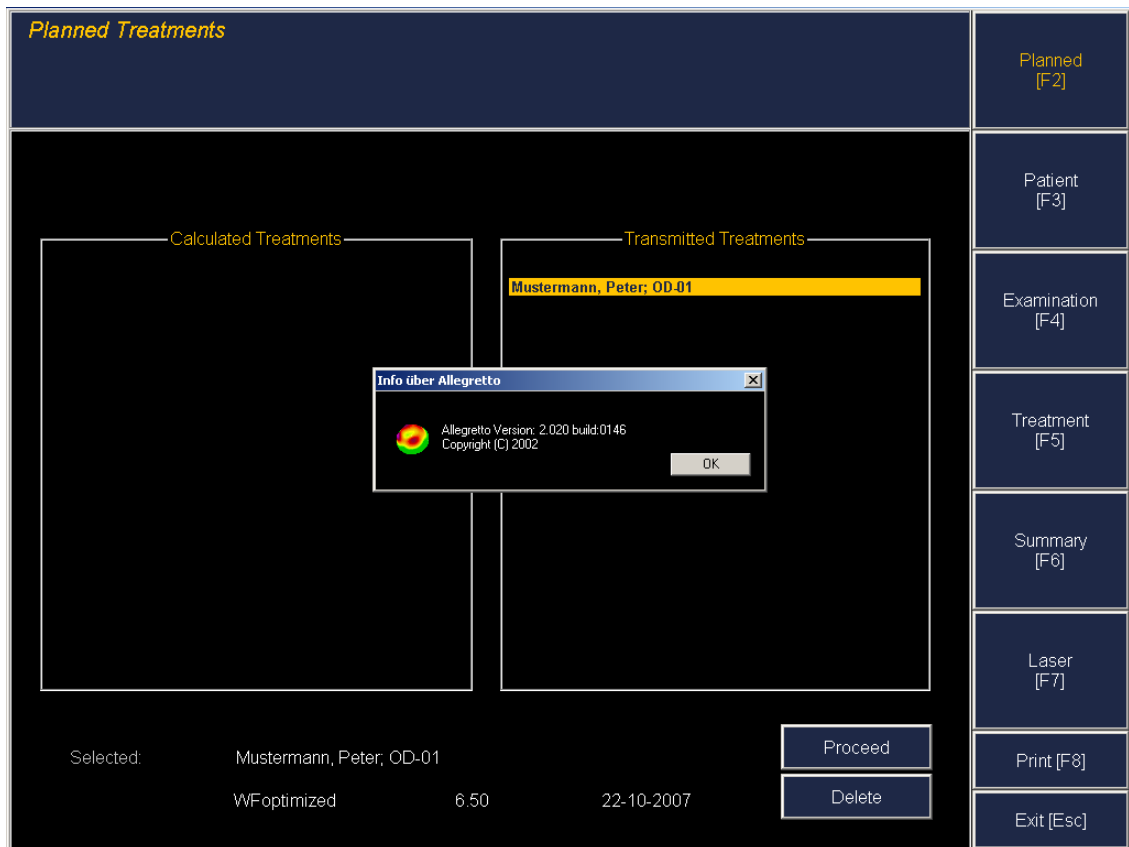 Planned Treatments
Planned
[F2]
Patient
[F3]
Calculated Treatments
Transmitted Treatments
Mustermann, Peter; OD-01
Examination
[F4]
Info über Allegretto
Allegretto Version: 2.020 build:0146
Copyright (C) 2002
OK
Treatment
[F5]
Summary
[F6]
Laser
[F7]
Selected:
Mustermann, Peter; OD-01
Proceed
Print [F8]
WFoptimized
6.50
22-10-2007
Delete
Exit [Esc]